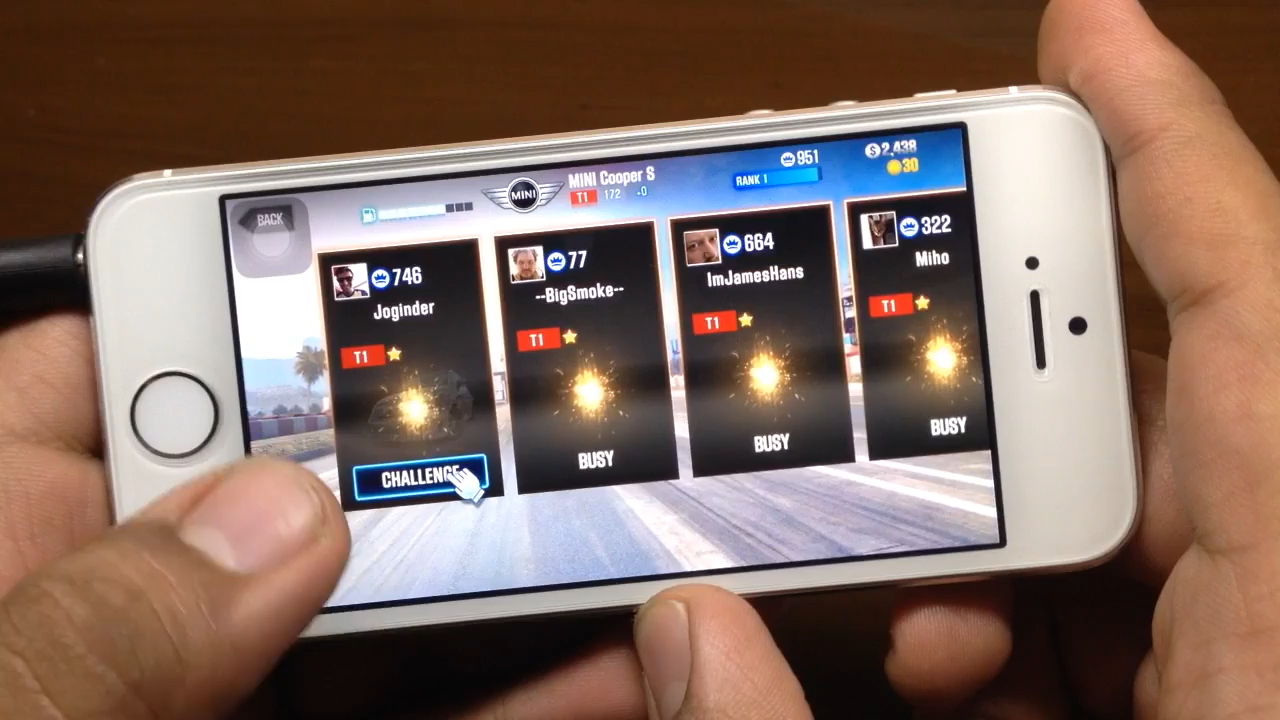 BACK
MINI
MINI Cooper S
T1 172 +0
951
RANK 1
2,438
30
746
Joginder
T1
CHALLENGE
77
--BigSmoke--
T1
BUSY
664
ImJamesHans
T1
BUSY
322
Miho
T1
BUSY